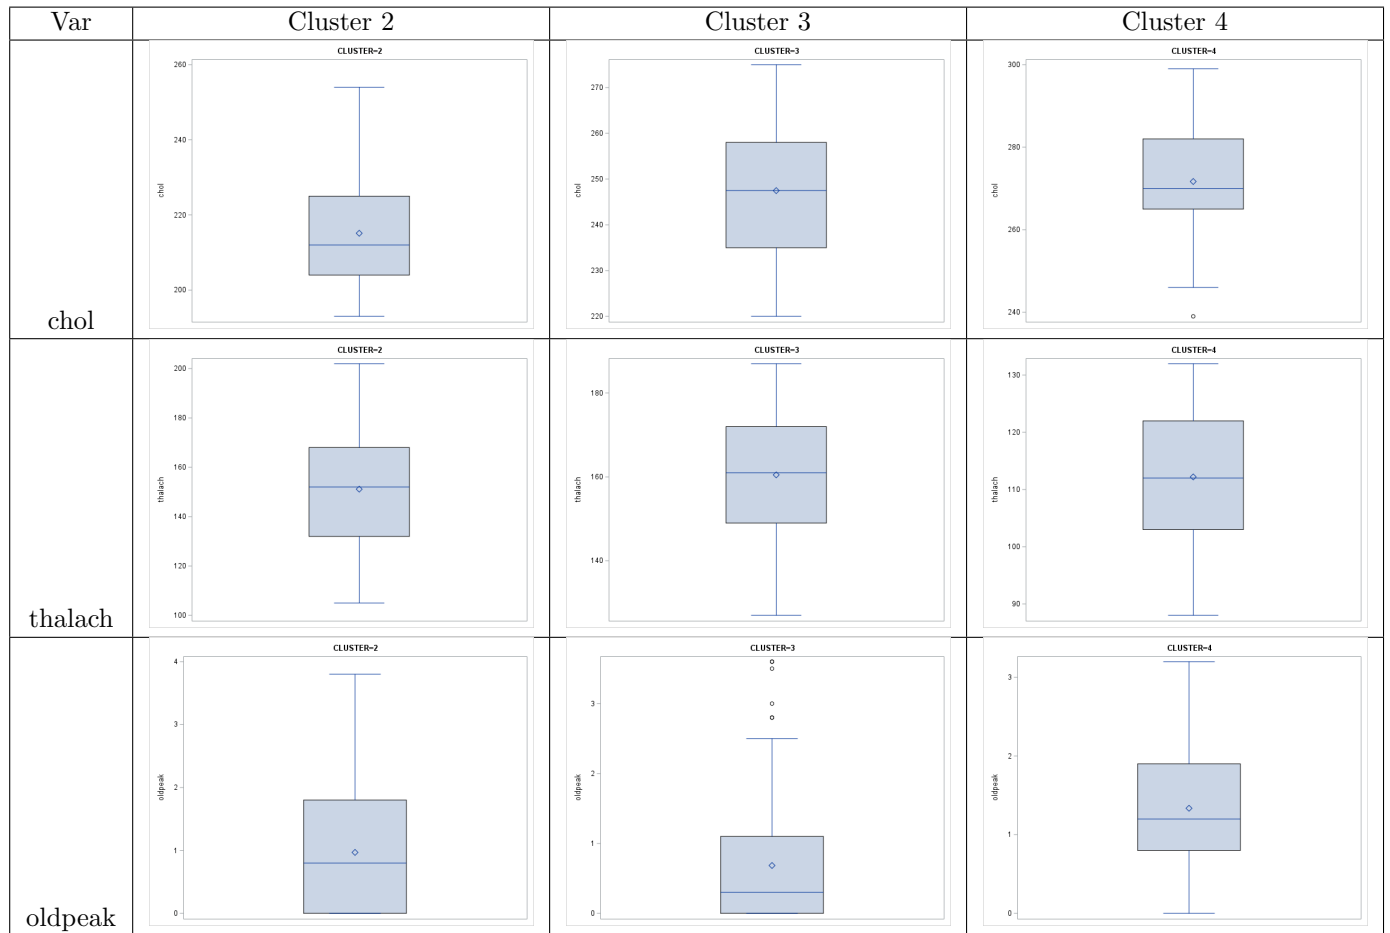 Var Cluster 2 Cluster 3 Cluster 4
chol
CLUSTER=2
260
240
220
200
chol
CLUSTER=3
270
260
250
240
230
220
chol
CLUSTER=4
300
280
260
240
chol
thalach
CLUSTER=2
200
180
160
140
120
100
thalach
CLUSTER=3
180
160
140
thalach
CLUSTER=4
130
120
110
100
90
thalach
oldpeak
CLUSTER=2
4
3
2
1
0
oldpeak
CLUSTER=3
3
2
1
0
oldpeak
CLUSTER=4
3
2
1
0
oldpeak